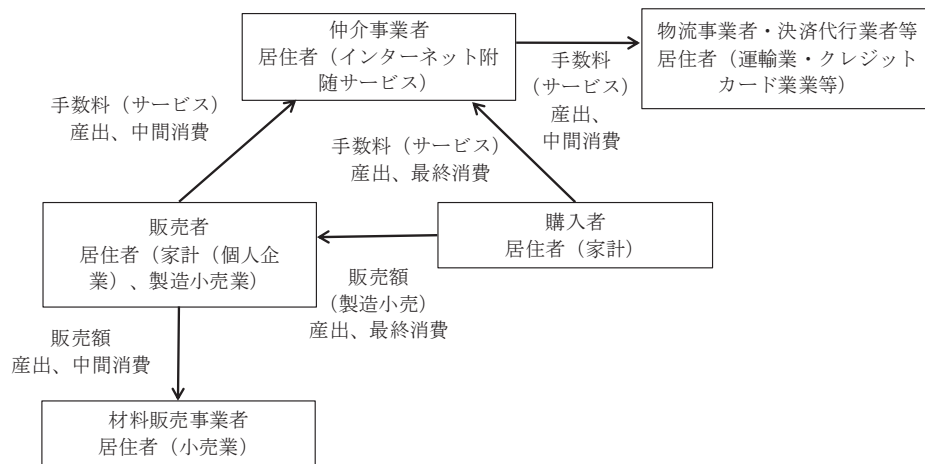 仲介事業者
居住者（インターネット附
随サービス）
物流事業者・決済代行業者等
居住者（運輸業・クレジット
カード業業等）
手数料
（サービス）
産出、
中間消費
手数料（サービス）
産出、中間消費
手数料（サービス）
産出、最終消費
販売者
居住者（家計（個人企
業）、製造小売業）
購入者
居住者（家計）
販売額
（製造小売）
産出、最終消費
販売額
産出、中間消費
材料販売事業者
居住者（小売業）